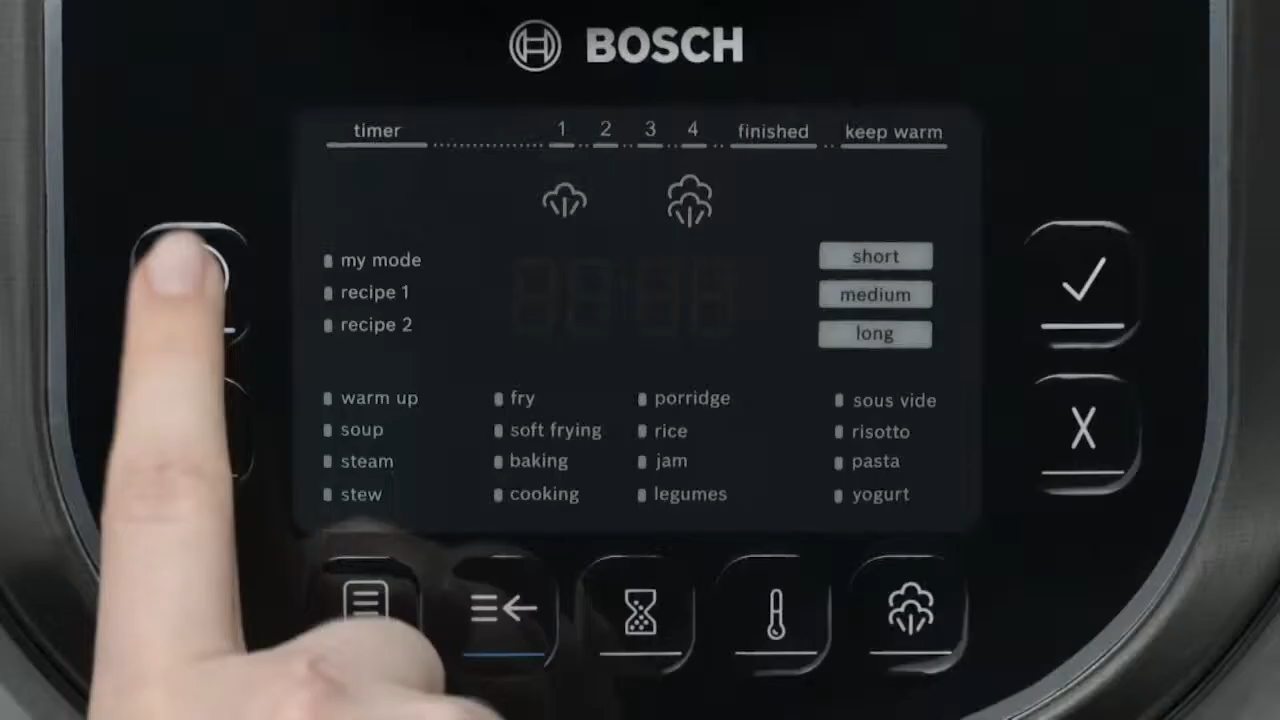 BOSCH
timer 1 2 3 4 finished keep warm
my mode
recipe 1
recipe 2
short
medium
long
warm up
soup
steam
stew
fry
soft frying
baking
cooking
porridge
rice
jam
legumes
sous vide
risotto
pasta
yogurt